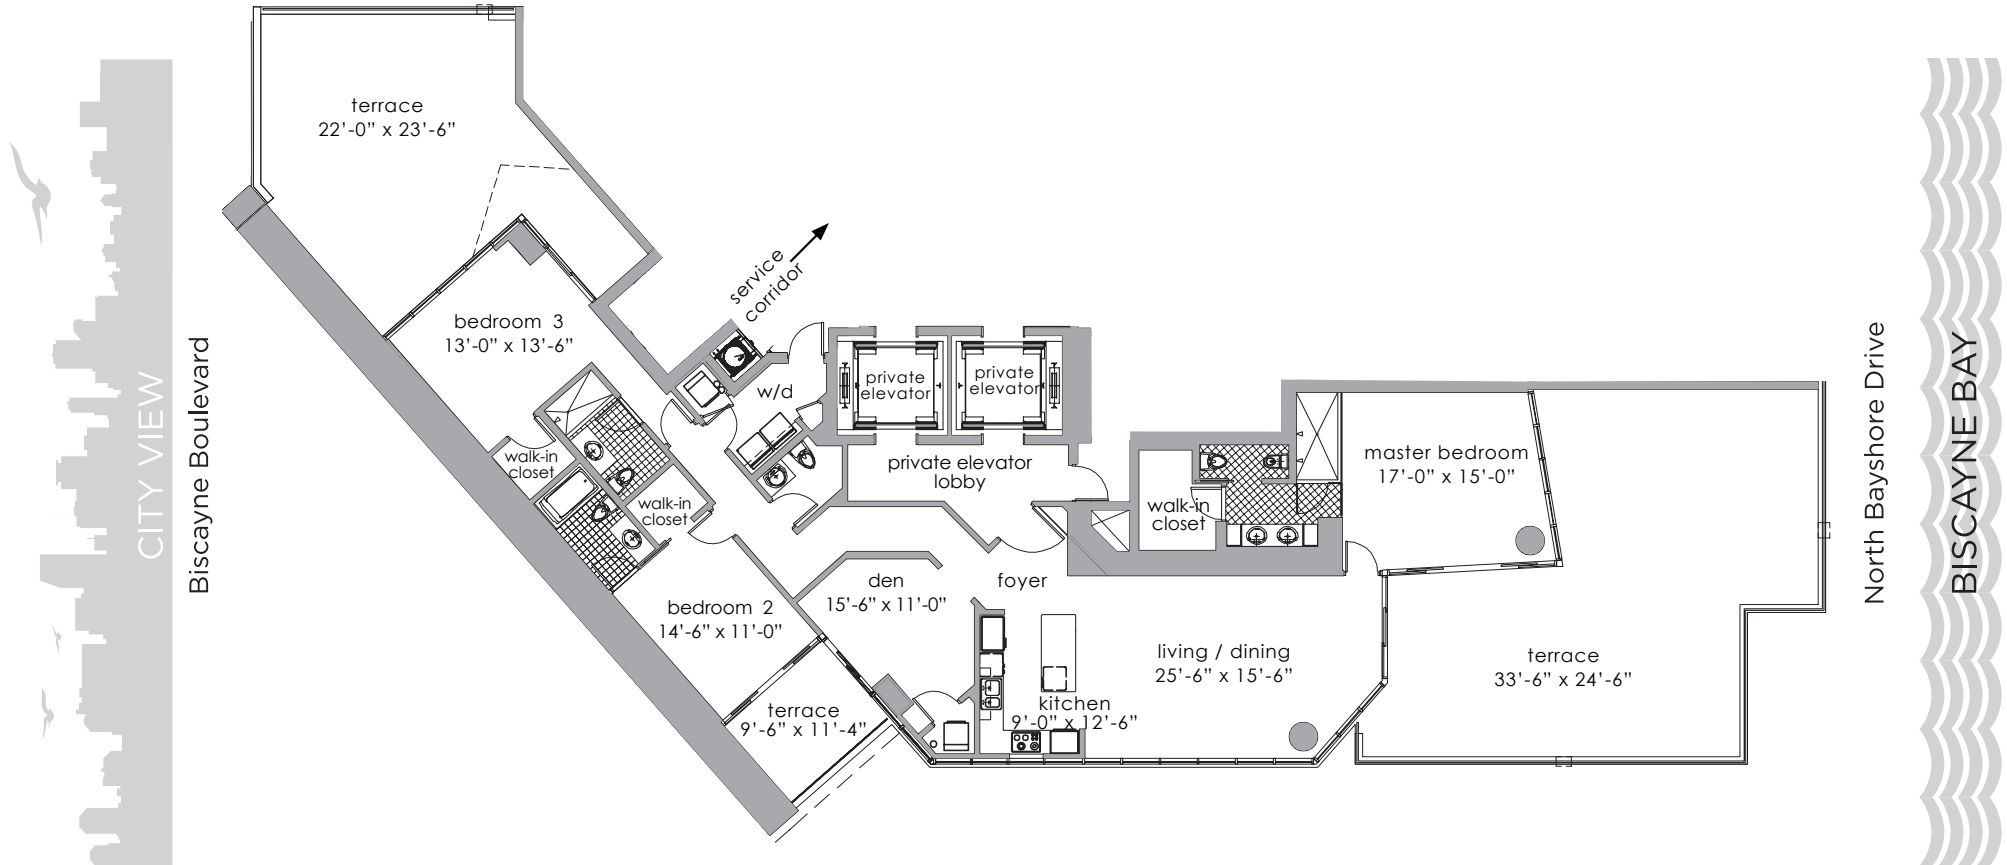 CITY VIEW
Biscayne Boulevard
terrace
22’-0” x 23’-6”
bedroom 3
13’-0” x 13’-6”
service
corridor
w/d
private
elevator
private
elevator
private elevator
lobby
walk-in
closet
walk-in
closet
bedroom 2
14’-6” x 11’-0”
terrace
9’-6” x 11’-4”
den
15’-6” x 11’-0”
foyer
kitchen
9’-0” x 12’-6”
living / dining
25’-6” x 15’-6”
walk-in
closet
master bedroom
17’-0” x 15’-0”
terrace
33’-6” x 24’-6”
North Bayshore Drive
BISCAYNE BAY